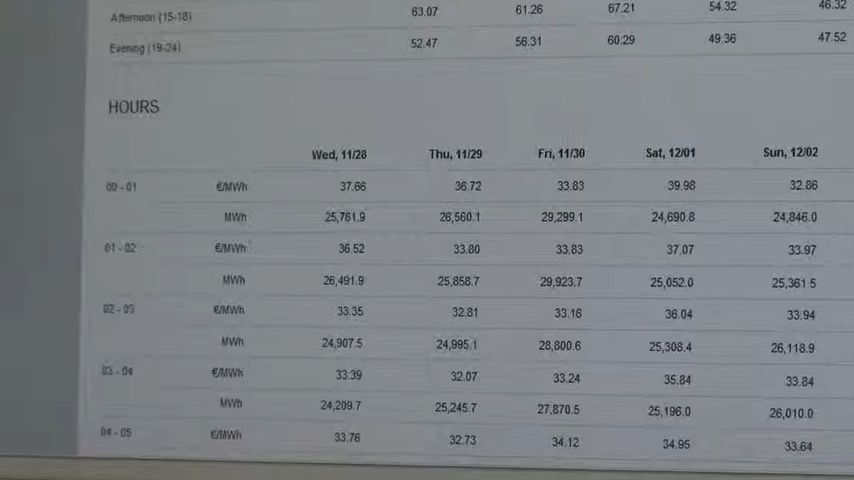 Afternoon (15-18) 63.07 61.26 67.21 54.32 46.32
Evening (19-24) 52.47 56.31 60.29 49.36 47.52
HOURS
Wed, 11/28 Thu, 11/29 Fri, 11/30 Sat, 12/01 Sun, 12/02
00 - 01 €/MWh 37.66 36.72 33.83 39.98 32.86
MWh 25,761.9 26,560.1 29,299.1 24,690.8 24,846.0
01 - 02 €/MWh 36.52 33.80 33.83 37.07 33.97
MWh 26,491.9 25,858.7 29,923.7 25,052.0 25,361.5
02 - 03 €/MWh 33.35 32.81 33.16 36.04 33.94
MWh 24,907.5 24,995.1 28,800.6 25,308.4 26,118.9
03 - 04 €/MWh 33.39 32.07 33.24 35.84 33.84
MWh 24,209.7 25,245.7 27,870.5 25,196.0 26,010.0
04 - 05 €/MWh 33.76 32.73 34.12 34.95 33.64